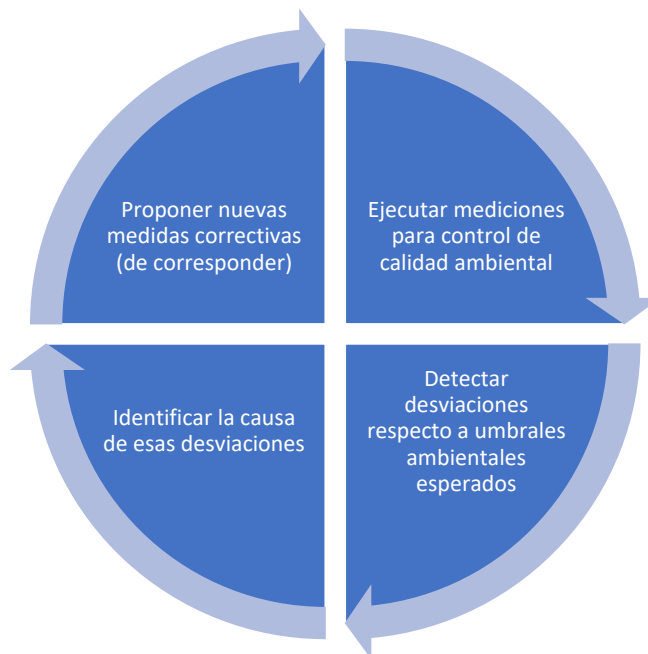 Proponer nuevas
medidas correctivas
(de corresponder)
Ejecutar mediciones
para control de
calidad ambiental
Detectar
desviaciones
respecto a umbrales
ambientales
esperados
Identificar la causa
de esas desviaciones